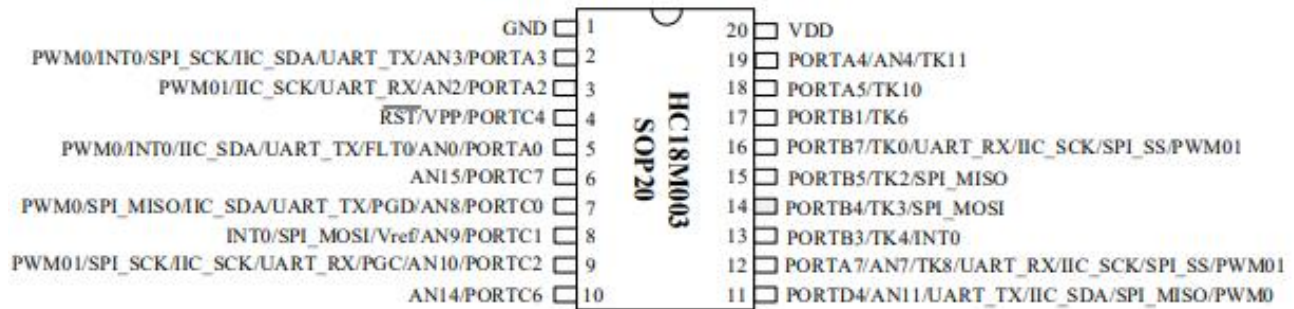 GND 1
PWM0/INT0/SPI_SCK/IIC_SDA/UART_TX/AN3/PORTA3 2
PWM01/IIC_SCK/UART_RX/AN2/PORTA2 3
RST/VPP/PORTC4 4
PWM0/INT0/IIC_SDA/UART_TX/FLT0/AN0/PORTA0 5
AN15/PORTC7 6
PWM0/SPI_MISO/IIC_SDA/UART_TX/PGD/AN8/PORTC0 7
INT0/SPI_MOSI/Vref/AN9/PORTC1 8
PWM01/SPI_SCK/IIC_SCK/UART_RX/PGC/AN10/PORTC2 9
AN14/PORTC6 10
HC18M003
SOP20
20 VDD
19 PORTA4/AN4/TK11
18 PORTA5/TK10
17 PORTB1/TK6
16 PORTB7/TK0/UART_RX/IIC_SCK/SPI_SS/PWM01
15 PORTB5/TK2/SPI_MISO
14 PORTB4/TK3/SPI_MOSI
13 PORTB3/TK4/INT0
12 PORTA7/AN7/TK8/UART_RX/IIC_SCK/SPI_SS/PWM01
11 PORTD4/AN11/UART_TX/IIC_SDA/SPI_MISO/PWM0